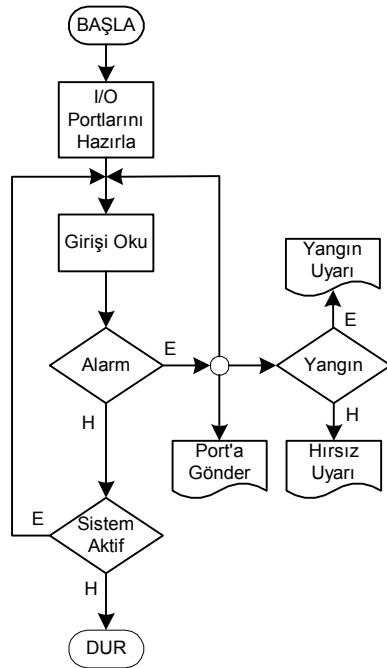 BAŞLA
I/O
Portlarını
Hazırla
Girişi Oku
Yangın
Uyarı
E
E
Alarm
Yangın
H
H
Port'a
Gönder
Hırsız
Uyarı
E
Sistem
Aktif
H
DUR